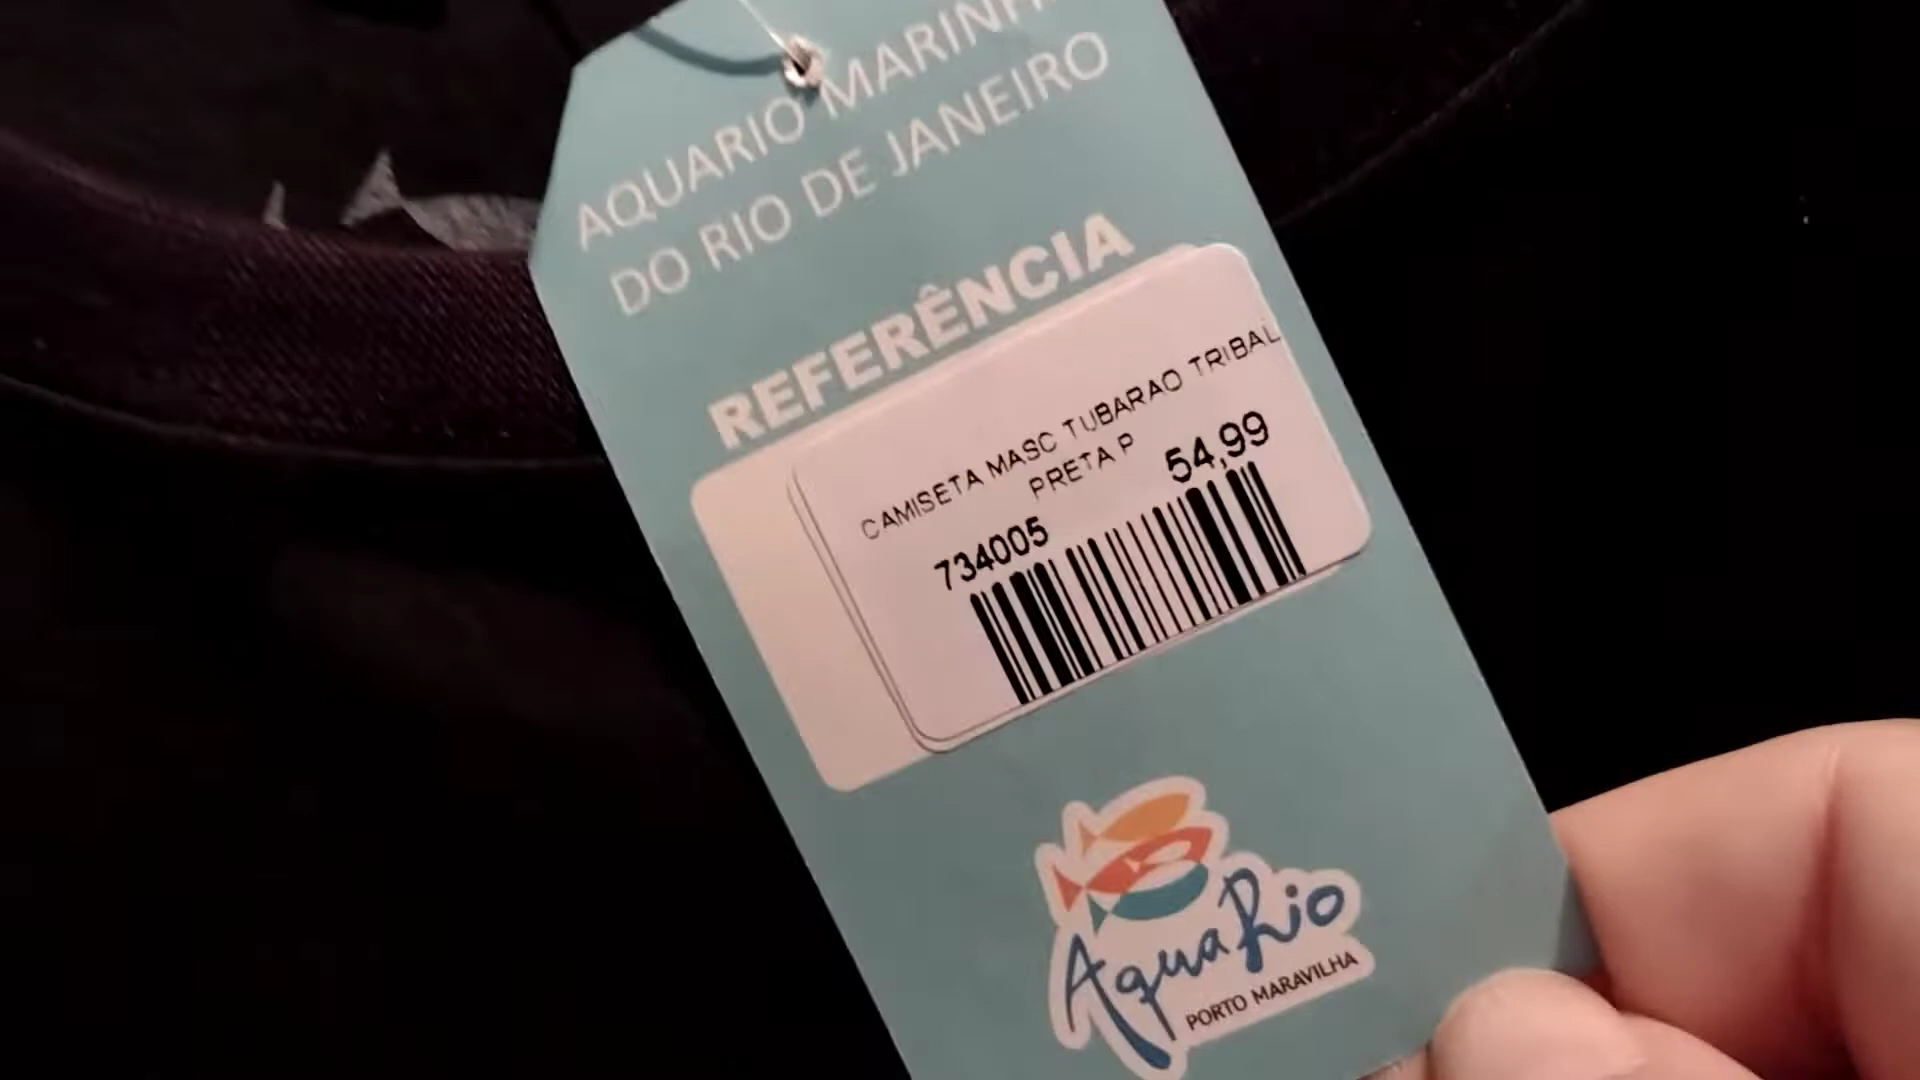 AQUARIO MARINH
DO RIO DE JANEIRO
REFERÊNCIA
CAMISETA MASC TUBARAO TRIBAL
PRETA P
734005 54,99
AquaRio
PORTO MARAVILHA